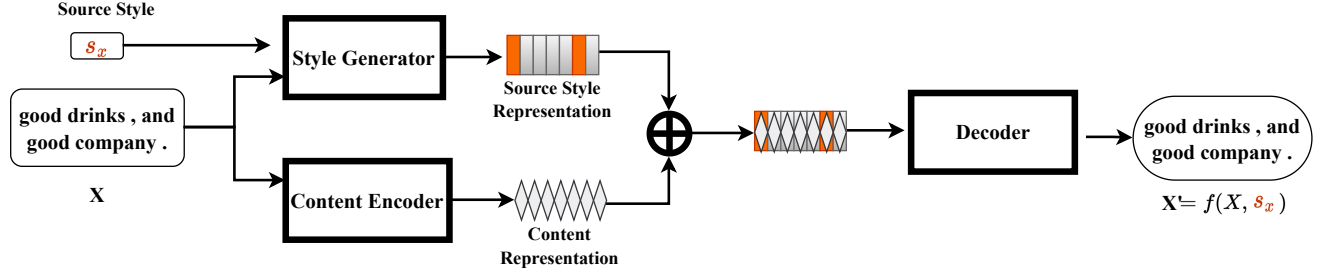 Source Style
s_x
Style Generator
good drinks , and
good company .
X
Source Style
Representation
Content Encoder
Content
Representation
Decoder
good drinks , and
good company .
X'= f(X, s_x)